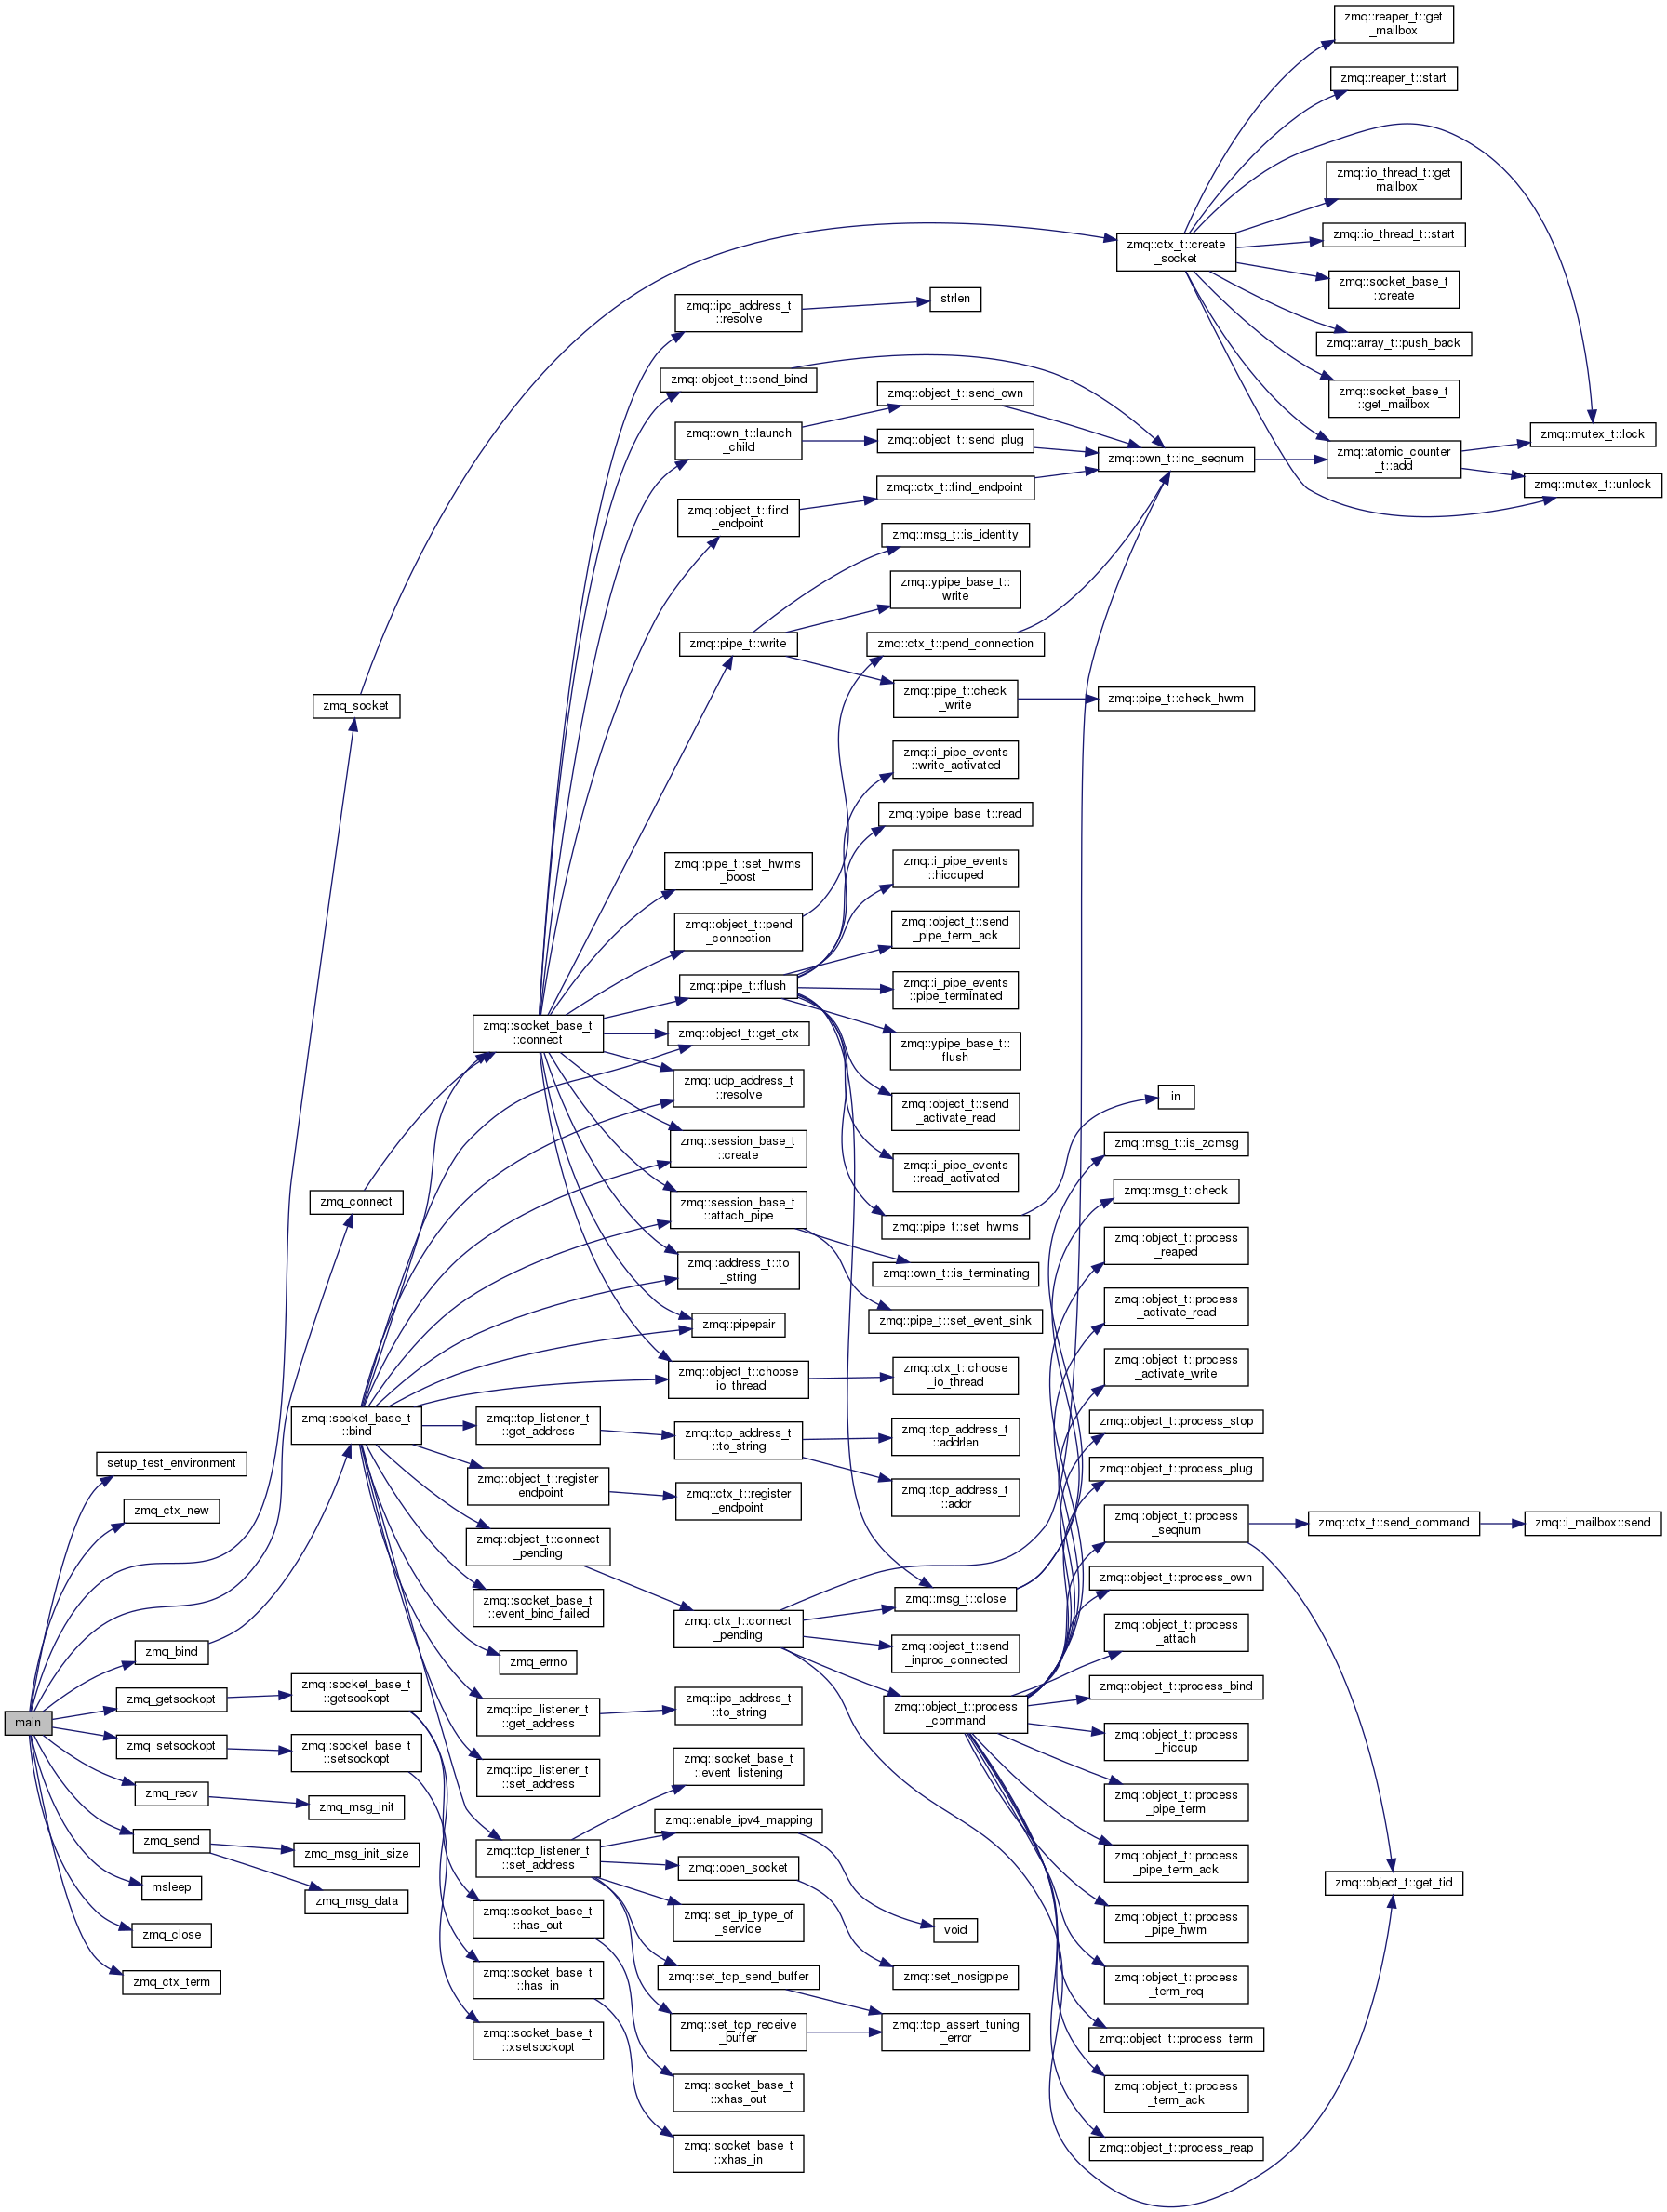 zmq::reaper_t::get
_mailbox
zmq::reaper_t::start
zmq::io_thread_t::get
_mailbox
zmq::io_thread_t::start
zmq::ctx_t::create
_socket
zmq::socket_base_t
::create
zmq::array_t::push_back
zmq::socket_base_t
::get_mailbox
zmq::mutex_t::lock
zmq::atomic_counter
_t::add
zmq::mutex_t::unlock
zmq::ipc_address_t
::resolve
strlen
zmq::object_t::send_bind
zmq::own_t::launch
_child
zmq::object_t::send_own
zmq::object_t::send_plug
zmq::own_t::inc_seqnum
zmq::object_t::find
_endpoint
zmq::ctx_t::find_endpoint
zmq::msg_t::is_identity
zmq::ypipe_base_t::
write
zmq::pipe_t::write
zmq::ctx_t::pend_connection
zmq::pipe_t::check
_write
zmq::pipe_t::check_hwm
zmq_socket
zmq::i_pipe_events
::write_activated
zmq::ypipe_base_t::read
zmq::pipe_t::set_hwms
_boost
zmq::i_pipe_events
::hiccuped
zmq::object_t::pend
_connection
zmq::object_t::send
_pipe_term_ack
zmq::pipe_t::flush
zmq::i_pipe_events
::pipe_terminated
zmq::socket_base_t
::connect
zmq::object_t::get_ctx
zmq::ypipe_base_t::
flush
zmq::udp_address_t
::resolve
zmq::object_t::send
_activate_read
in
zmq::session_base_t
::create
zmq::i_pipe_events
::read_activated
zmq::msg_t::is_zcmsg
zmq_connect
zmq::session_base_t
::attach_pipe
zmq::pipe_t::set_hwms
zmq::msg_t::check
zmq::address_t::to
_string
zmq::own_t::is_terminating
zmq::object_t::process
_reaped
zmq::pipepair
zmq::pipe_t::set_event_sink
zmq::object_t::process
_activate_read
zmq::object_t::choose
_io_thread
zmq::ctx_t::choose
_io_thread
zmq::object_t::process
_activate_write
zmq::socket_base_t
::bind
zmq::tcp_listener_t
::get_address
zmq::tcp_address_t
::to_string
zmq::tcp_address_t
::addrlen
zmq::object_t::process_stop
setup_test_environment
zmq::object_t::register
_endpoint
zmq::ctx_t::register
_endpoint
zmq::tcp_address_t
::addr
zmq::object_t::process_plug
zmq_ctx_new
zmq::object_t::connect
_pending
zmq::object_t::process
_seqnum
zmq::ctx_t::send_command
zmq::i_mailbox::send
zmq::object_t::process_own
zmq::socket_base_t
::event_bind_failed
zmq::msg_t::close
zmq::ctx_t::connect
_pending
zmq::object_t::process
_attach
zmq_bind
zmq_errno
zmq::object_t::send
_inproc_connected
zmq::object_t::process_bind
zmq_getsockopt
zmq::socket_base_t
::getsockopt
zmq::ipc_listener_t
::get_address
zmq::ipc_address_t
::to_string
zmq::object_t::process
_command
main
zmq::object_t::process
_hiccup
zmq_setsockopt
zmq::socket_base_t
::setsockopt
zmq::ipc_listener_t
::set_address
zmq::socket_base_t
::event_listening
zmq::object_t::process
_pipe_term
zmq_recv
zmq_msg_init
zmq::enable_ipv4_mapping
zmq_send
zmq_msg_init_size
zmq::tcp_listener_t
::set_address
zmq::open_socket
zmq::object_t::process
_pipe_term_ack
zmq::object_t::get_tid
msleep
zmq_msg_data
zmq::socket_base_t
::has_out
zmq::set_ip_type_of
_service
void
zmq::object_t::process
_pipe_hwm
zmq_close
zmq_ctx_term
zmq::socket_base_t
::has_in
zmq::set_tcp_send_buffer
zmq::set_nosigpipe
zmq::object_t::process
_term_req
zmq::socket_base_t
::xsetsockopt
zmq::set_tcp_receive
_buffer
zmq::tcp_assert_tuning
_error
zmq::object_t::process_term
zmq::socket_base_t
::xhas_out
zmq::object_t::process
_term_ack
zmq::socket_base_t
::xhas_in
zmq::object_t::process_reap